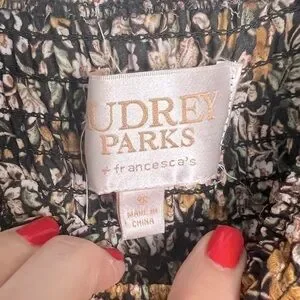 UDREY
PARKS
+ francesca's
MADE IN
CHINA